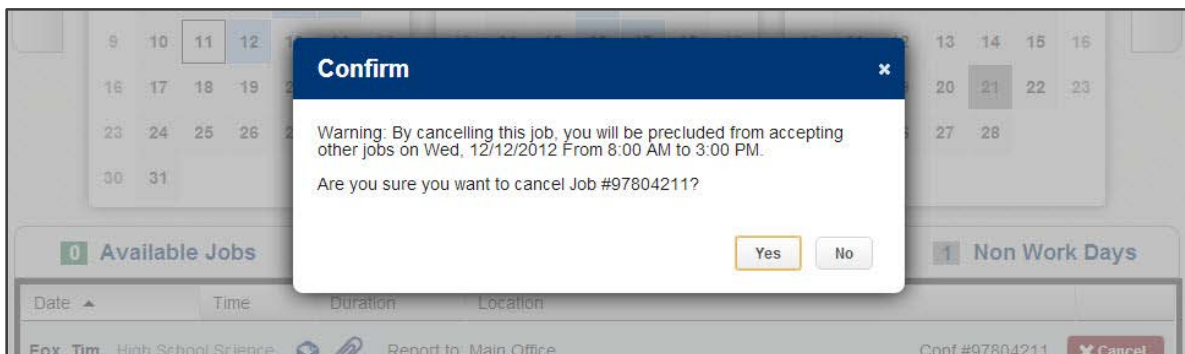 9 10 11 12 13 14 15 16
Confirm ×
16 17 18 19 20 21 22 23
23 24 25 26 27 28
Warning: By cancelling this job, you will be precluded from accepting
other jobs on Wed, 12/12/2012 From 8:00 AM to 3:00 PM.
30 31
Are you sure you want to cancel Job #97804211?
Yes No
0 Available Jobs 1 Non Work Days
Date Time Duration Location
Fox, Tim High School Science Report to: Main Office Conf #97804211 Cancel